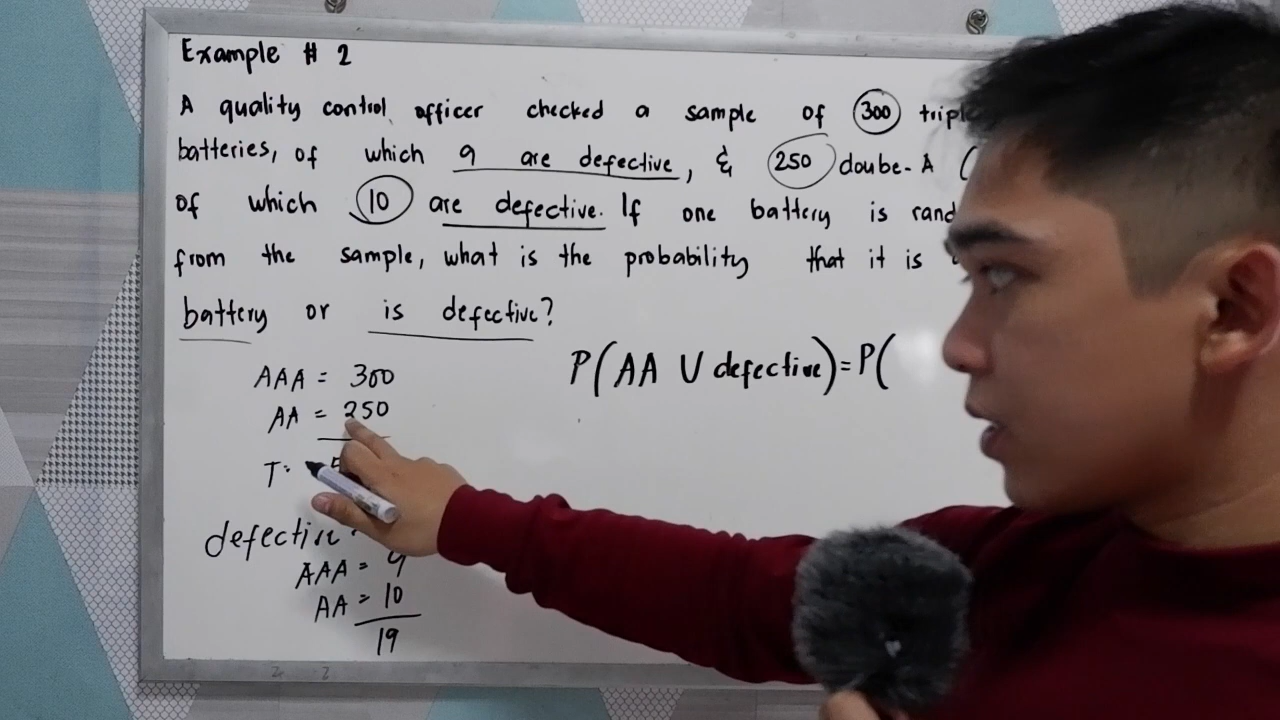 Example # 2
A quality control officer checked a sample of 300 triple
batteries, of which 9 are defective, & 250 doube-A (
of which 10 are defective. If one battery is rand
from the sample, what is the probability that it is
battery or is defective?
AAA = 300
P(AA U defective) = P(
AA = 250
T:
defective
AAA = 9
AA = 10
19